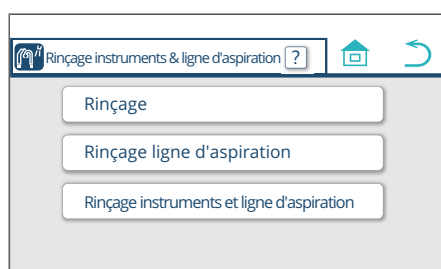 Rinçage instruments & ligne d'aspiration ?
Rinçage
Rinçage ligne d'aspiration
Rinçage instruments et ligne d'aspiration